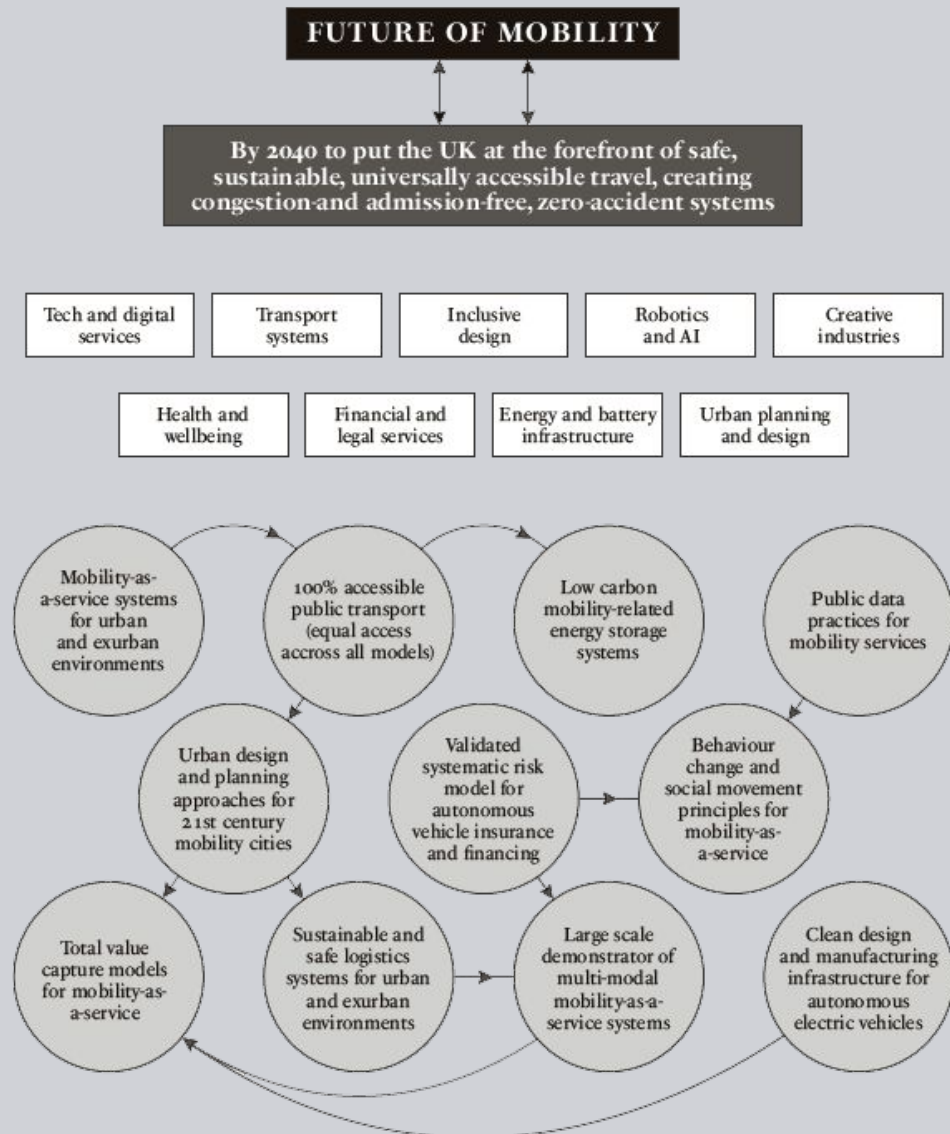 FUTURE OF MOBILITY
By 2040 to put the UK at the forefront of safe,
sustainable, universally accessible travel, creating
congestion-and admission-free, zero-accident systems
Tech and digital
services
Transport
systems
Inclusive
design
Robotics
and AI
Creative
industries
Health and
wellbeing
Financial and
legal services
Energy and battery
infrastructure
Urban planning
and design
Mobility-as-
a-service systems
for urban
and exurban
environments
100% accessible
public transport
(equal access
accross all models)
Low carbon
mobility-related
energy storage
systems
Public data
practices for
mobility services
Urban design
and planning
approaches for
21st century
mobility cities
Validated
systematic risk
model for
autonomous
vehicle insurance
and financing
Behaviour
change and
social movement
principles for
mobility-as-
a-service
Total value
capture models
for mobility-as-
a-service
Sustainable and
safe logistics
systems for urban
and exurban
environments
Large scale
demonstrator of
multi-modal
mobility-as-a-
service systems
Clean design
and manufacturing
infrastructure for
autonomous
electric vehicles